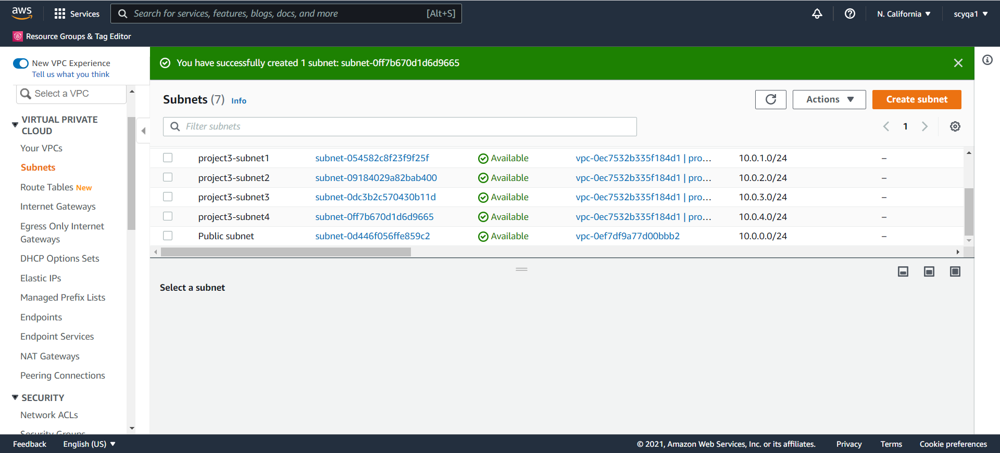 aws
Services
Search for services, features, blogs, docs, and more
[Alt+S]
N. California
scyqa1
Resource Groups & Tag Editor
New VPC Experience
Tell us what you think
Select a VPC
VIRTUAL PRIVATE
CLOUD
Your VPCs
Subnets
Route Tables New
Internet Gateways
Egress Only Internet
Gateways
DHCP Options Sets
Elastic IPs
Managed Prefix Lists
Endpoints
Endpoint Services
NAT Gateways
Peering Connections
SECURITY
Network ACLs
Security Groups
You have successfully created 1 subnet: subnet-0ff7b670d1d6d9665
Subnets (7) Info
Actions
Create subnet
Filter subnets
1
project3-subnet1 subnet-054582c8f23f9f25f Available vpc-0ec7532b335f184d1 | pro... 10.0.1.0/24 –
project3-subnet2 subnet-09184029a82bab400 Available vpc-0ec7532b335f184d1 | pro... 10.0.2.0/24 –
project3-subnet3 subnet-0dc3b2c570430b11d Available vpc-0ec7532b335f184d1 | pro... 10.0.3.0/24 –
project3-subnet4 subnet-0ff7b670d1d6d9665 Available vpc-0ec7532b335f184d1 | pro... 10.0.4.0/24 –
Public subnet subnet-0d446f056ffe859c2 Available vpc-0ef7df9a77d00bbb2 10.0.0.0/24 –
Select a subnet
Feedback
English (US)
© 2021, Amazon Web Services, Inc. or its affiliates.
Privacy
Terms
Cookie preferences